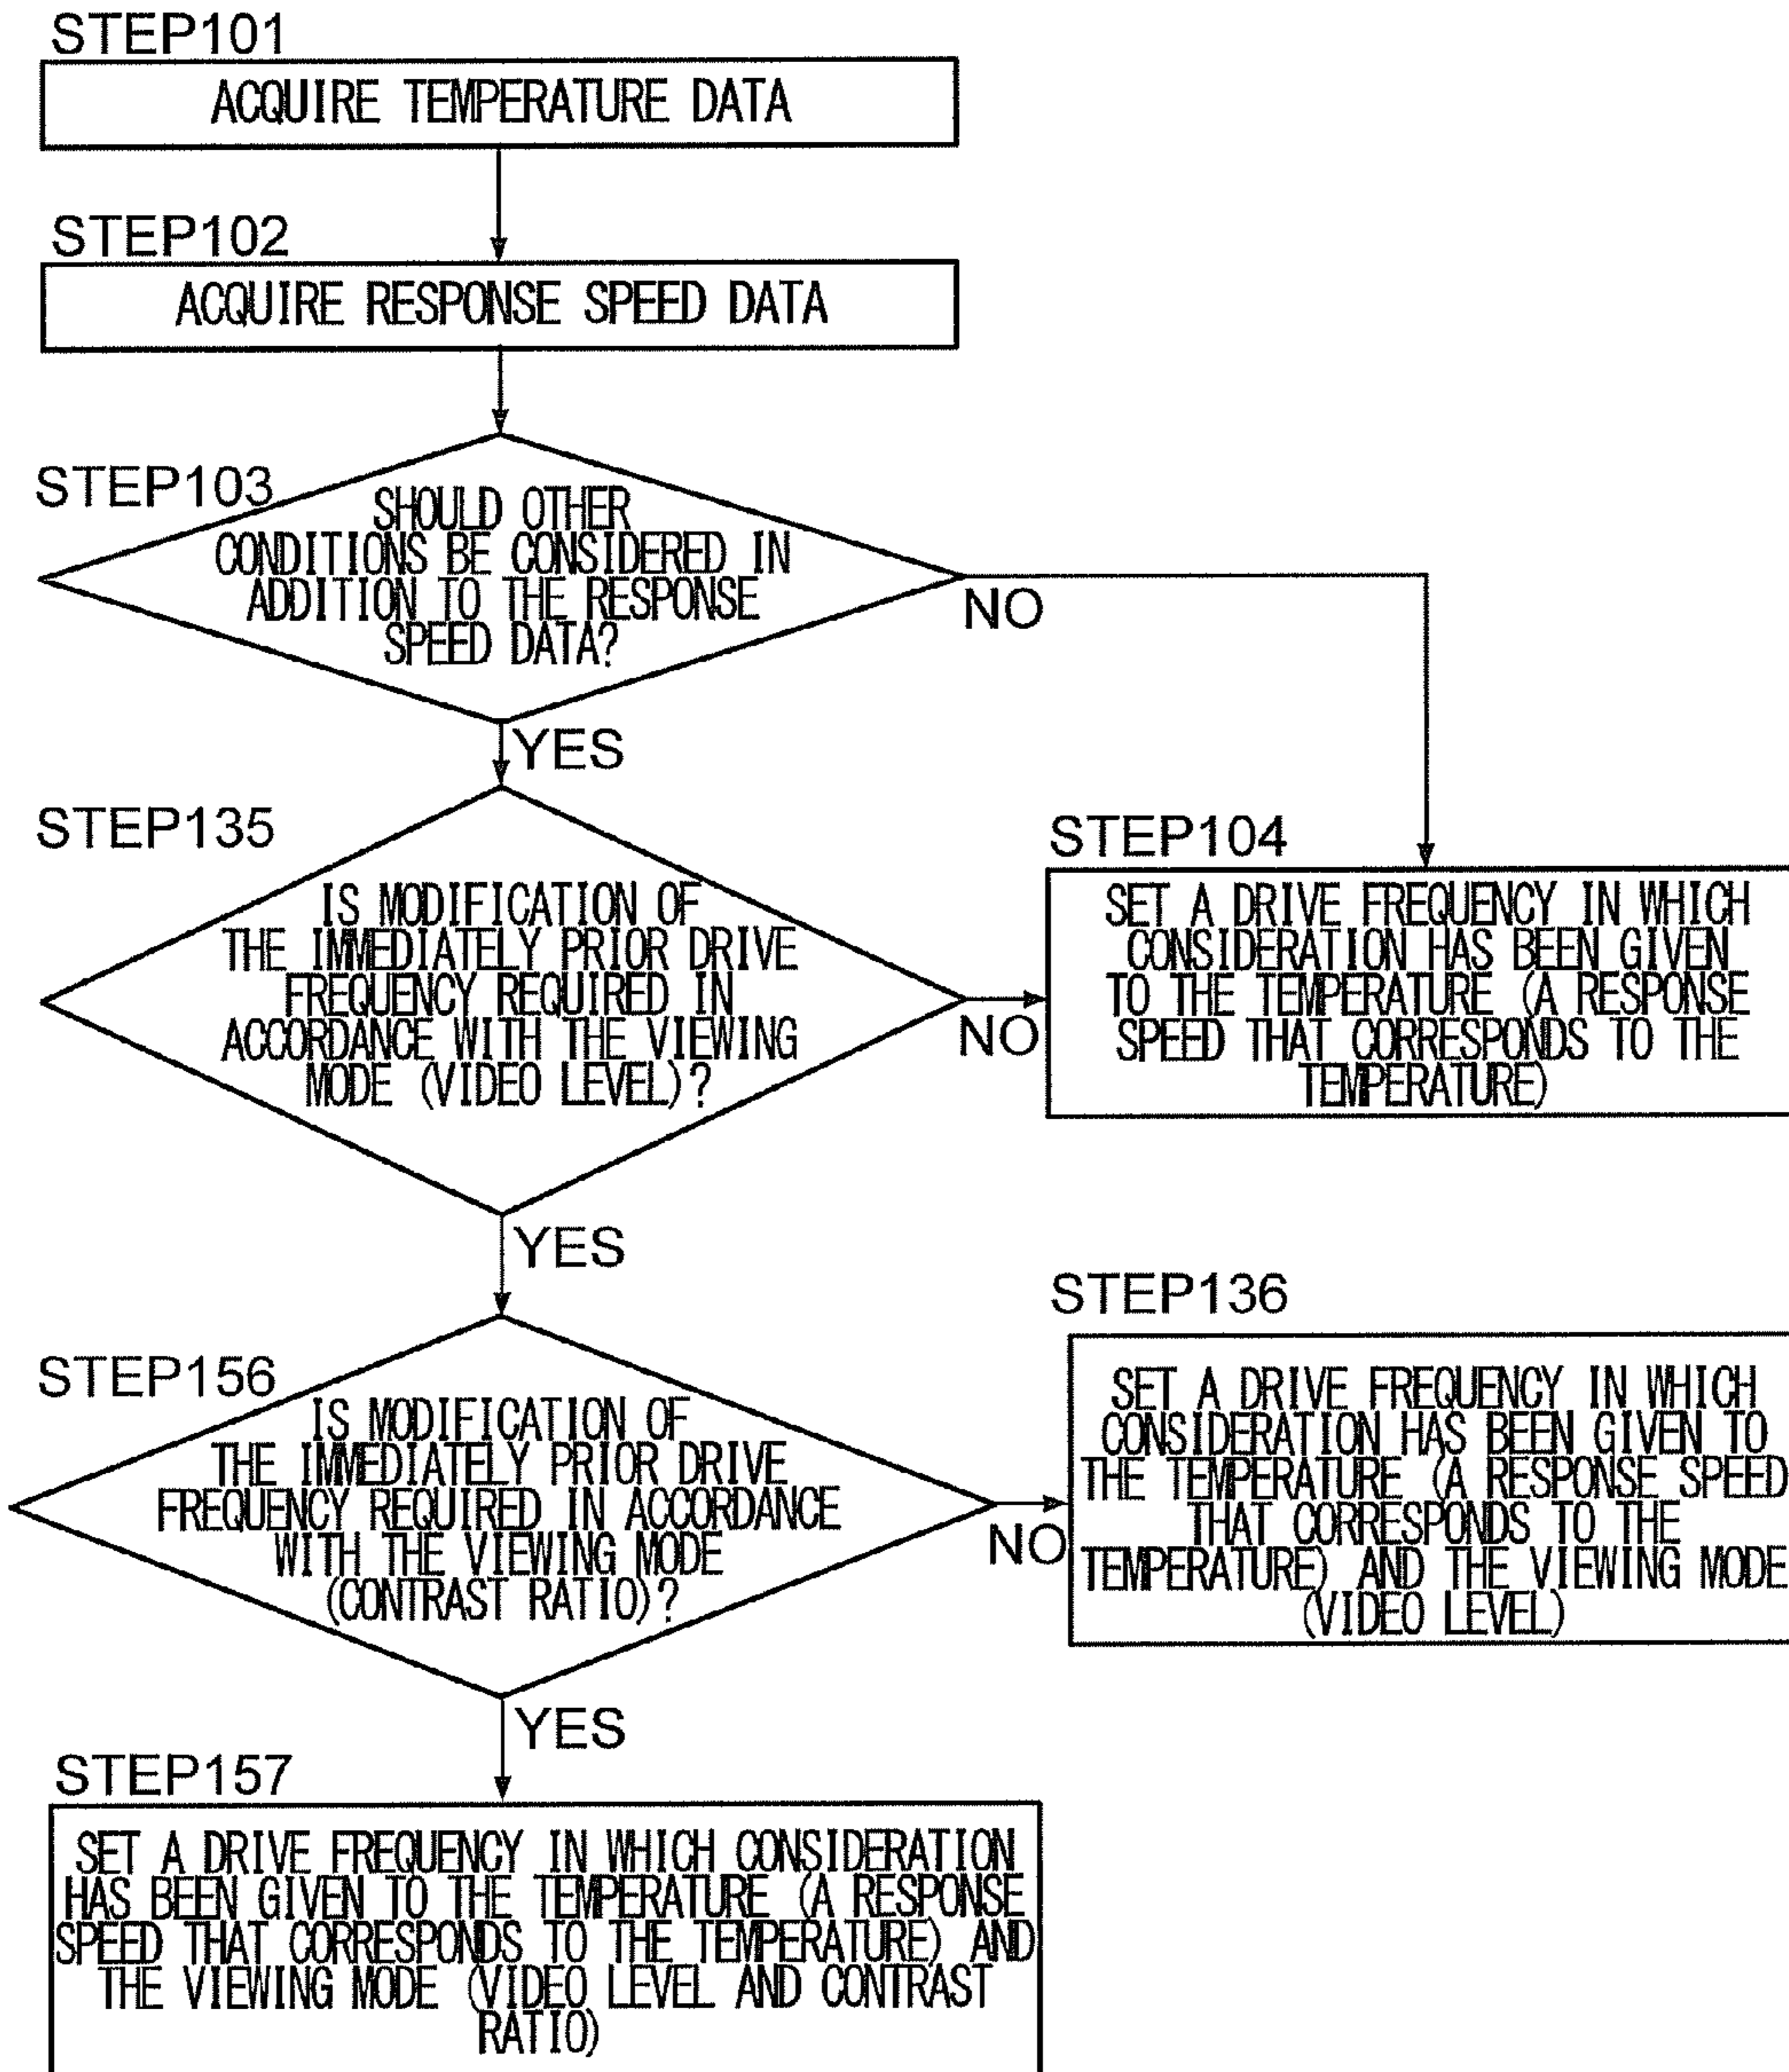 STEP101
ACQUIRE TEMPERATURE DATA
STEP102
ACQUIRE RESPONSE SPEED DATA
STEP103
SHOULD OTHER
CONDITIONS BE CONSIDERED IN
ADDITION TO THE RESPONSE
SPEED DATA?
NO
YES
STEP135
IS MODIFICATION OF
THE IMMEDIATELY PRIOR DRIVE
FREQUENCY REQUIRED IN
ACCORDANCE WITH THE VIEWING
MODE (VIDEO LEVEL)?
NO
YES
STEP104
SET A DRIVE FREQUENCY IN WHICH
CONSIDERATION HAS BEEN GIVEN
TO THE TEMPERATURE (A RESPONSE
SPEED THAT CORRESPONDS TO THE
TEMPERATURE)
STEP156
IS MODIFICATION OF
THE IMMEDIATELY PRIOR DRIVE
FREQUENCY REQUIRED IN ACCORDANCE
WITH THE VIEWING MODE
(CONTRAST RATIO)?
NO
YES
STEP136
SET A DRIVE FREQUENCY IN WHICH
CONSIDERATION HAS BEEN GIVEN TO
THE TEMPERATURE (A RESPONSE SPEED
THAT CORRESPONDS TO THE
TEMPERATURE) AND THE VIEWING MODE
(VIDEO LEVEL)
STEP157
SET A DRIVE FREQUENCY IN WHICH CONSIDERATION
HAS BEEN GIVEN TO THE TEMPERATURE (A RESPONSE
SPEED THAT CORRESPONDS TO THE TEMPERATURE) AND
THE VIEWING MODE (VIDEO LEVEL AND CONTRAST
RATIO)